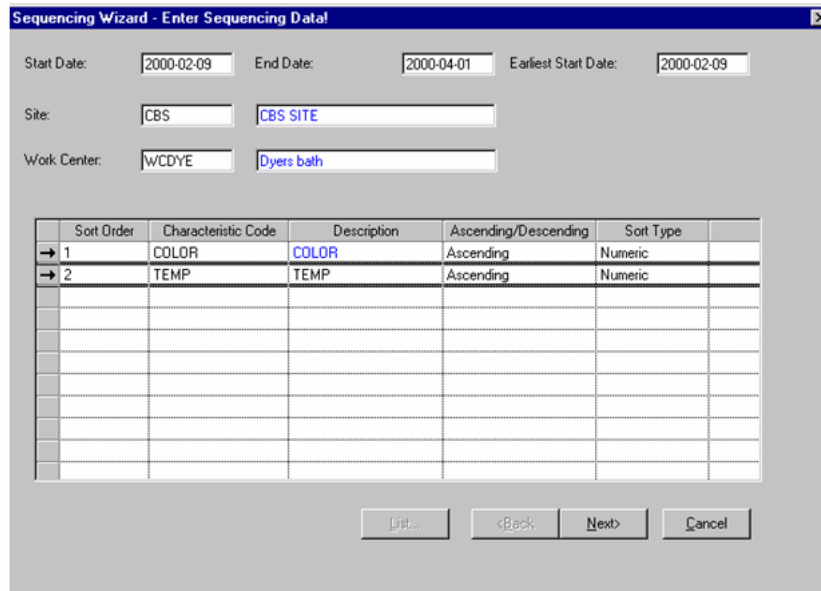 Sequencing Wizard - Enter Sequencing Data!
Start Date: 2000-02-09 End Date: 2000-04-01 Earliest Start Date: 2000-02-09
Site: CBS CBS SITE
Work Center: WCDYE Dyers bath
Sort Order Characteristic Code Description Ascending/Descending Sort Type
1 COLOR COLOR Ascending Numeric
2 TEMP TEMP Ascending Numeric
List... <Back Next> Cancel